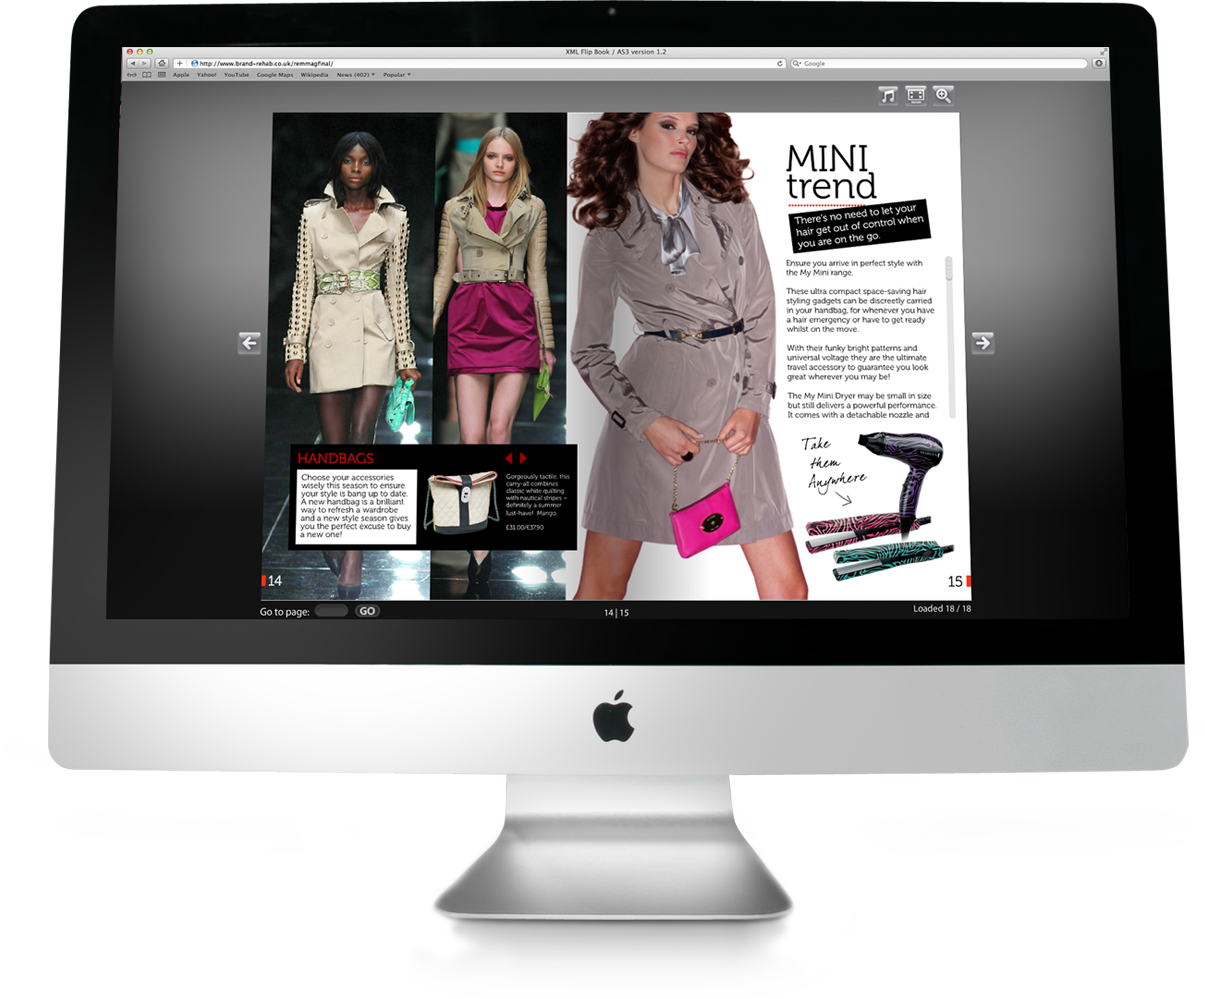 XML Flip Book / AS3 version 1.2
http://www.brand-rehab.co.uk/remmagfinal/
Google
Apple Yahoo! YouTube Google Maps Wikipedia News (402) Popular
MINI
trend
There's no need to let your
hair get out of control when
you are on the go.
Ensure you arrive in perfect style with
the My Mini range.
These ultra compact space-saving hair
styling gadgets can be discreetly carried
in your handbag, for whenever you have
a hair emergency or have to get ready
whilst on the move.
With their funky bright patterns and
universal voltage they are the ultimate
travel accessory to guarantee you look
great wherever you may be!
The My Mini Dryer may be small in size
but still delivers a powerful performance.
It comes with a detachable nozzle and
Take
them
Anywhere
HANDBAGS
Choose your accessories
wisely this season to ensure
your style is bang up to date.
A new handbag is a brilliant
way to refresh a wardrobe
and a new style season gives
you the perfect excuse to buy
a new one!
Gorgeously tactile, this
carry-all combines
classic white quilting
with nautical stripes –
definitely a summer
lust-have! Mango.
£31.00/€37.90
14
15
Go to page: GO
14 | 15
Loaded 18 / 18